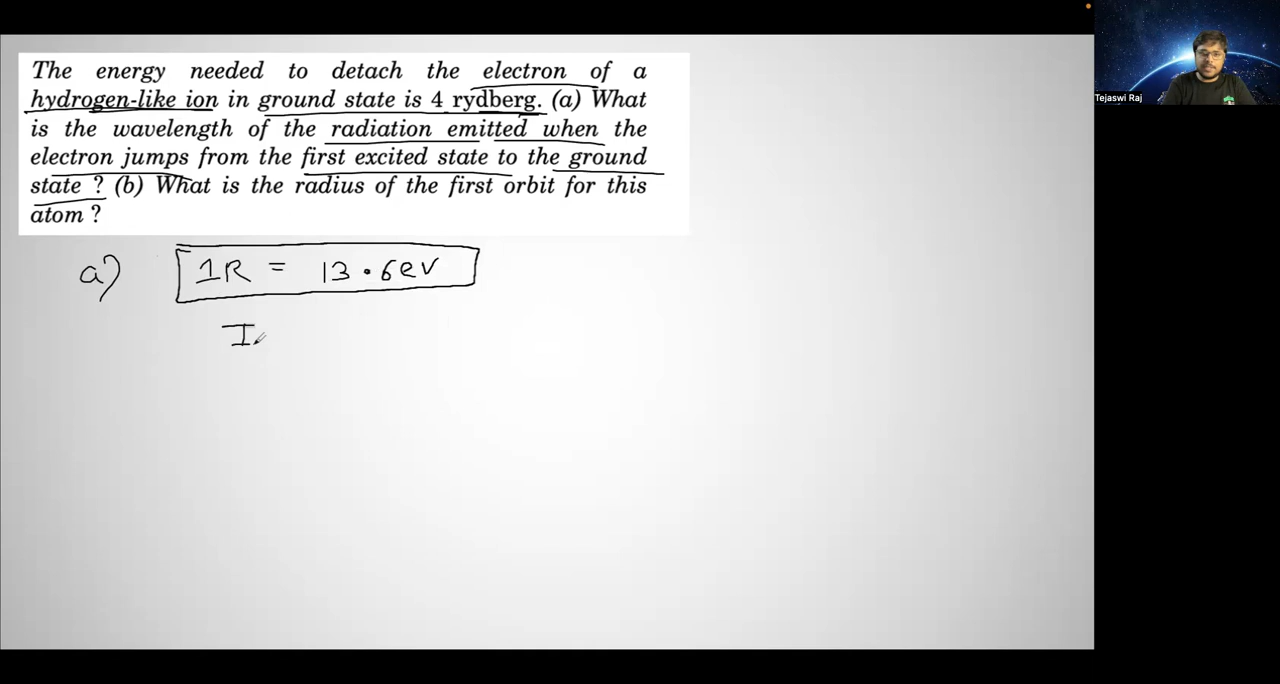 The energy needed to detach the electron of a
hydrogen-like ion in ground state is 4 rydberg. (a) What
is the wavelength of the radiation emitted when the
electron jumps from the first excited state to the ground
state ? (b) What is the radius of the first orbit for this
atom ?
a) 1R = 13.6eV
I
Tejaswi Raj